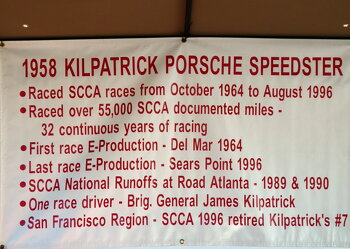 1958 KILPATRICK PORSCHE SPEEDSTER
•Raced SCCA races from October 1964 to August 1996
•Raced over 55,000 SCCA documented miles -
32 continuous years of racing
•First race E-Production - Del Mar 1964
•Last race E-Production - Sears Point 1996
•SCCA National Runoffs at Road Atlanta - 1989 & 1990
•One race driver - Brig. General James Kilpatrick
•San Francisco Region - SCCA 1996 retired Kilpatrick's #7